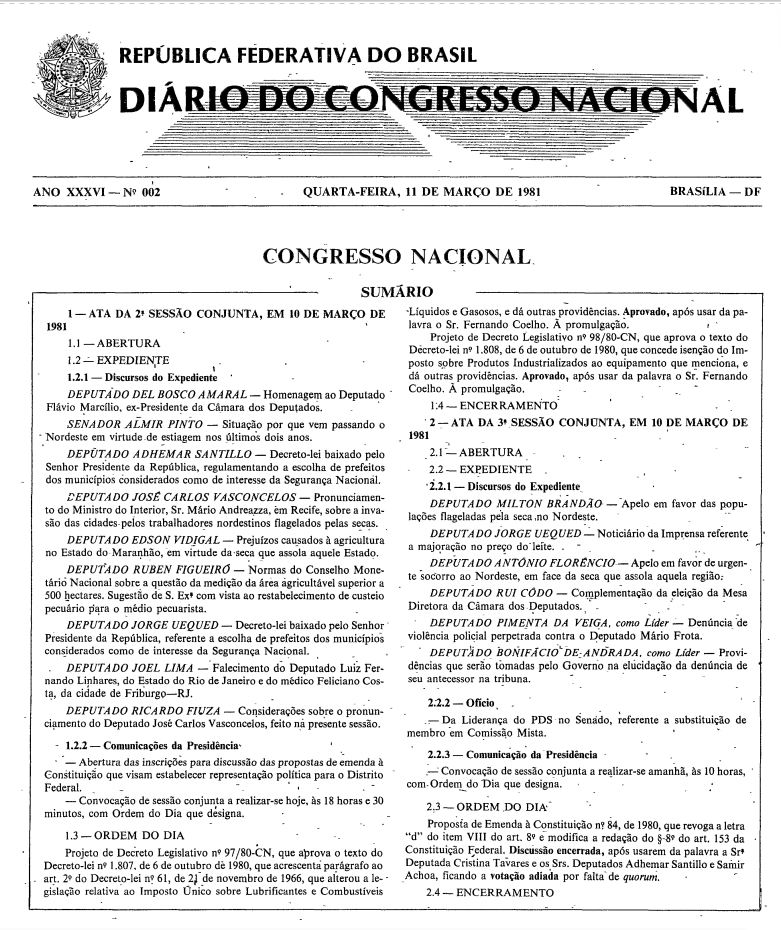 REPÚBLICA FEDERATIVA DO BRASIL
DIÁRIO DO CONGRESSO NACIONAL
ANO XXXVI — Nº 002
QUARTA-FEIRA, 11 DE MARÇO DE 1981
BRASíLIA — DF
CONGRESSO NACIONAL
SUMÁRIO
1 — ATA DA 2ª SESSÃO CONJUNTA, EM 10 DE MARÇO DE
1981
1.1 — ABERTURA
1.2 — EXPEDIENTE
1.2.1 — Discursos do Expediente
DEPUTADO DEL BOSCO AMARAL — Homenagem ao Deputado
Flávio Marcílio, ex-Presidente da Câmara dos Deputados.
SENADOR ALMIR PINTO — Situação por que vem passando o
Nordeste em virtude de estiagem nos últimos dois anos.
DEPUTADO ADHEMAR SANTILLO — Decreto-lei baixado pelo
Senhor Presidente da República, regulamentando a escolha de prefeitos
dos municípios considerados como de interesse da Segurança Nacional.
DEPUTADO JOSÉ CARLOS VASCONCELOS — Pronunciamen-
to do Ministro do Interior, Sr. Mário Andreazza, em Recife, sobre a inva-
são das cidades pelos trabalhadores nordestinos flagelados pelas secas.
DEPUTADO EDSON VIDIGAL — Prejuízos causados à agricultura
no Estado do Maranhão, em virtude da seca que assola aquele Estado.
DEPUTADO RUBEN FIGUEIRÓ — Normas do Conselho Mone-
tário Nacional sobre a questão da medição da área agricultável superior a
500 hectares. Sugestão de S. Exª com vista ao restabelecimento de custeio
pecuário para o médio pecuarista.
DEPUTADO JORGE UEQUED — Decreto-lei baixado pelo Senhor
Presidente da República, referente a escolha de prefeitos dos municípios
considerados como de interesse da Segurança Nacional.
DEPUTADO JOEL LIMA — Falecimento do Deputado Luiz Fer-
nando Linhares, do Estado do Rio de Janeiro e do médico Feliciano Cos-
ta, da cidade de Friburgo—RJ.
DEPUTADO RICARDO FIUZA — Considerações sobre o pronun-
ciamento do Deputado José Carlos Vasconcelos, feito na presente sessão.
1.2.2 — Comunicações da Presidência
— Abertura das inscrições para discussão das propostas de emenda à
Constituição que visam estabelecer representação política para o Distrito
Federal.
— Convocação de sessão conjunta a realizar-se hoje, às 18 horas e 30
minutos, com Ordem do Dia que designa.
1.3 — ORDEM DO DIA
Projeto de Decreto Legislativo nº 97/80-CN, que aprova o texto do
Decreto-lei nº 1.807, de 6 de outubro de 1980, que acrescenta parágrafo ao
art. 2º do Decreto-lei nº 61, de 21 de novembro de 1966, que alterou a le-
gislação relativa ao Imposto Único sobre Lubrificantes e Combustíveis
Líquidos e Gasosos, e dá outras providências. Aprovado, após usar da pa-
lavra o Sr. Fernando Coelho. À promulgação.
Projeto de Decreto Legislativo nº 98/80-CN, que aprova o texto do
Decreto-lei nº 1.808, de 6 de outubro de 1980, que concede isenção do Im-
posto sobre Produtos Industrializados ao equipamento que menciona, e
dá outras providências. Aprovado, após usar da palavra o Sr. Fernando
Coelho. À promulgação.
1.4 — ENCERRAMENTO
2 — ATA DA 3ª SESSÃO CONJUNTA, EM 10 DE MARÇO DE
1981
2.1 — ABERTURA
2.2 — EXPEDIENTE
2.2.1 — Discursos do Expediente
DEPUTADO MILTON BRANDÃO — Apelo em favor das popu-
lações flageladas pela seca no Nordeste.
DEPUTADO JORGE UEQUED — Noticiário da Imprensa referente
a majoração no preço do leite.
DEPUTADO ANTÓNIO FLORÊNCIO — Apelo em favor de urgen-
te socorro ao Nordeste, em face da seca que assola aquela região.
DEPUTADO RUI CÓDO — Complementação da eleição da Mesa
Diretora da Câmara dos Deputados.
DEPUTADO PIMENTA DA VEIGA, como Líder — Denúncia de
violência policial perpetrada contra o Deputado Mário Frota.
DEPUTADO BONIFÁCIO DE ANDRADA, como Líder — Provi-
dências que serão tomadas pelo Governo na elucidação da denúncia de
seu antecessor na tribuna.
2.2.2 — Ofício
— Da Liderança do PDS no Senado, referente a substituição de
membro em Comissão Mista.
2.2.3 — Comunicação da Presidência
— Convocação de sessão conjunta a realizar-se amanhã, às 10 horas,
com Ordem do Dia que designa.
2.3 — ORDEM DO DIA
Proposta de Emenda à Constituição nº 84, de 1980, que revoga a letra
"d" do item VIII do art. 8º e modifica a redação do § 8º do art. 153 da
Constituição Federal. Discussão encerrada, após usarem da palavra a Srª
Deputada Cristina Tavares e os Srs. Deputados Adhemar Santillo e Samir
Achoa, ficando a votação adiada por falta de quorum.
2.4 — ENCERRAMENTO